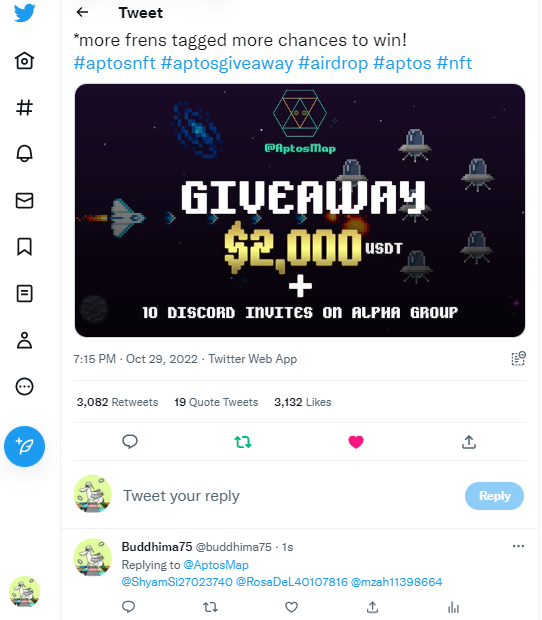 Tweet
*more frens tagged more chances to win!
#aptosnft #aptosgiveaway #airdrop #aptos #nft
@AptosMap
GIVEAWAY
$2,000 USDT
+
10 DISCORD INVITES ON ALPHA GROUP
7:15 PM · Oct 29, 2022 · Twitter Web App
3,082 Retweets 19 Quote Tweets 3,132 Likes
Tweet your reply
Reply
Buddhima75 @buddhima75 · 1s
Replying to @AptosMap
@ShyamSi27023740 @RosaDeL40107816 @mzah11398664